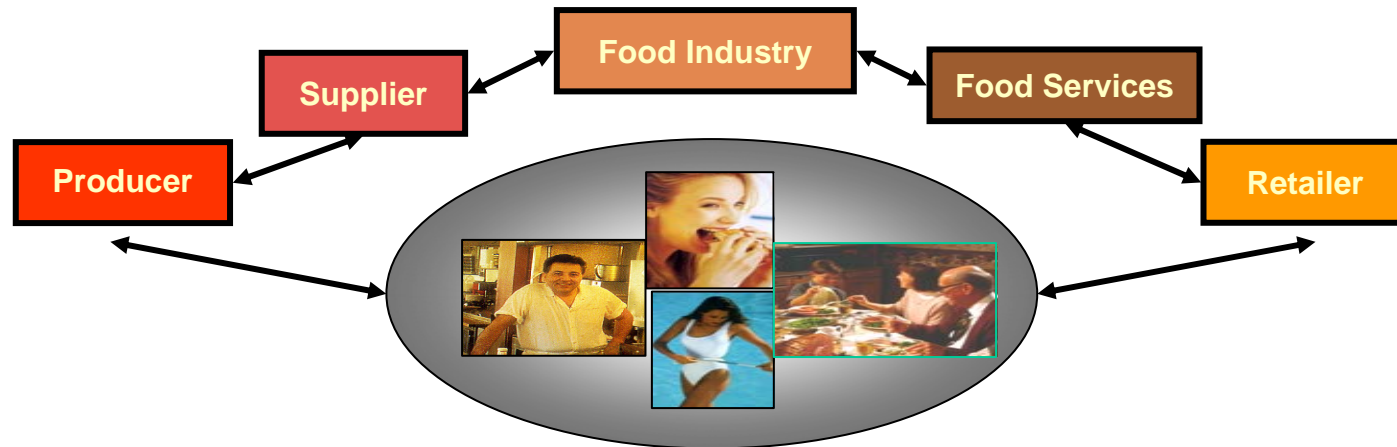 Food Industry
Supplier
Food Services
Producer
Retailer